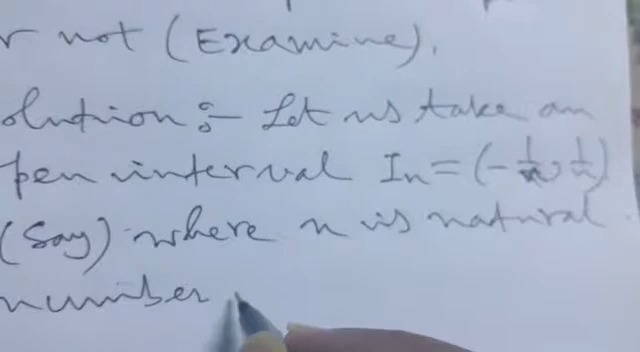 r not (Examine).
olution :- Let us take an
pen interval In = (-1/n, 1/n)
(Say) where n is natural
number